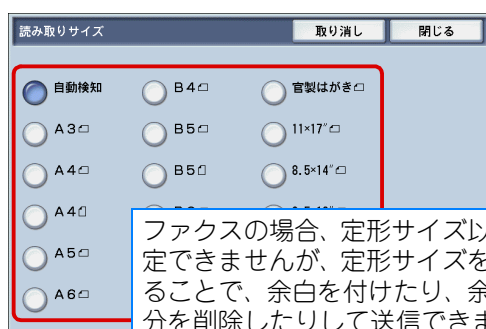 読み取りサイズ 取り消し 閉じる
自動検知 B4 官製はがき
A3 B5 11×17"
A4 B5 8.5×14"
A4
A5
A6
ファクスの場合、定形サイズ以
定できませんが、定形サイズを
ることで、余白を付けたり、余
分を削除したりして送信できま